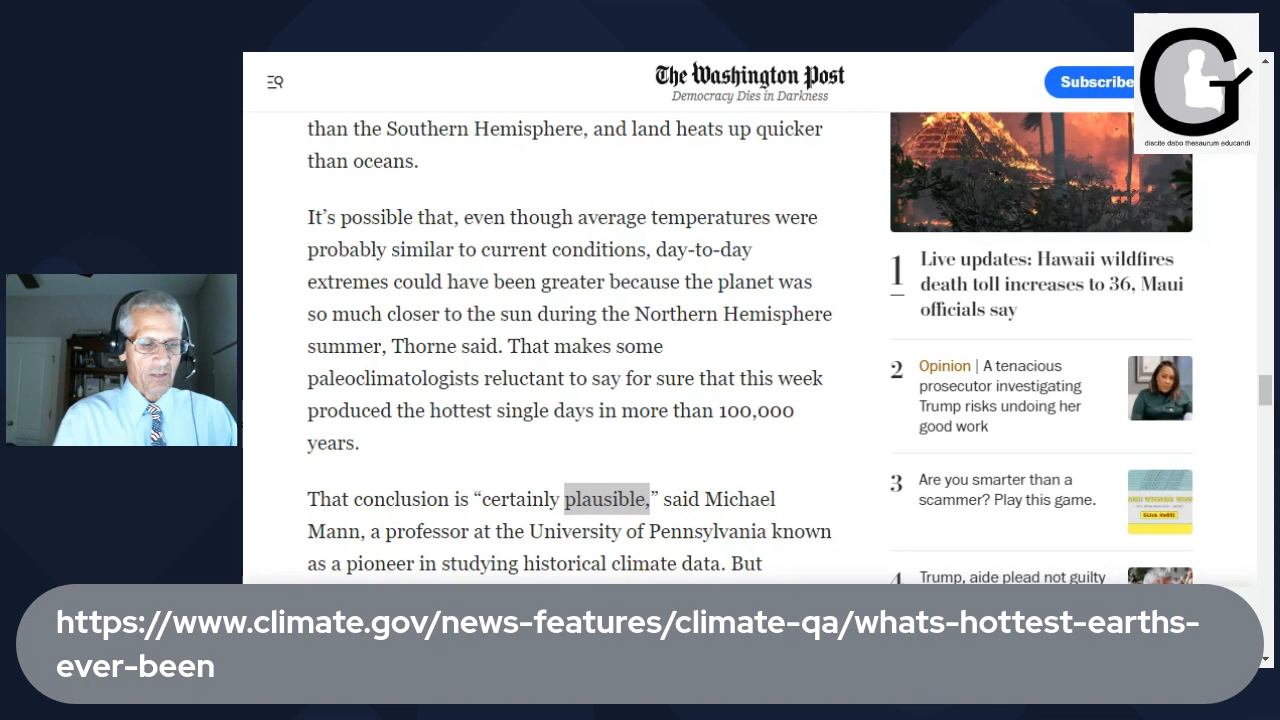 The Washington Post
Democracy Dies in Darkness
Subscribe
discite dabo thesaurum educandi
than the Southern Hemisphere, and land heats up quicker
than oceans.
It’s possible that, even though average temperatures were
probably similar to current conditions, day-to-day
extremes could have been greater because the planet was
so much closer to the sun during the Northern Hemisphere
summer, Thorne said. That makes some
paleoclimatologists reluctant to say for sure that this week
produced the hottest single days in more than 100,000
years.
That conclusion is “certainly plausible,” said Michael
Mann, a professor at the University of Pennsylvania known
as a pioneer in studying historical climate data. But
1
Live updates: Hawaii wildfires
death toll increases to 36, Maui
officials say
2
Opinion | A tenacious
prosecutor investigating
Trump risks undoing her
good work
3
Are you smarter than a
scammer? Play this game.
4
Trump, aide plead not guilty
https://www.climate.gov/news-features/climate-qa/whats-hottest-earths-
ever-been